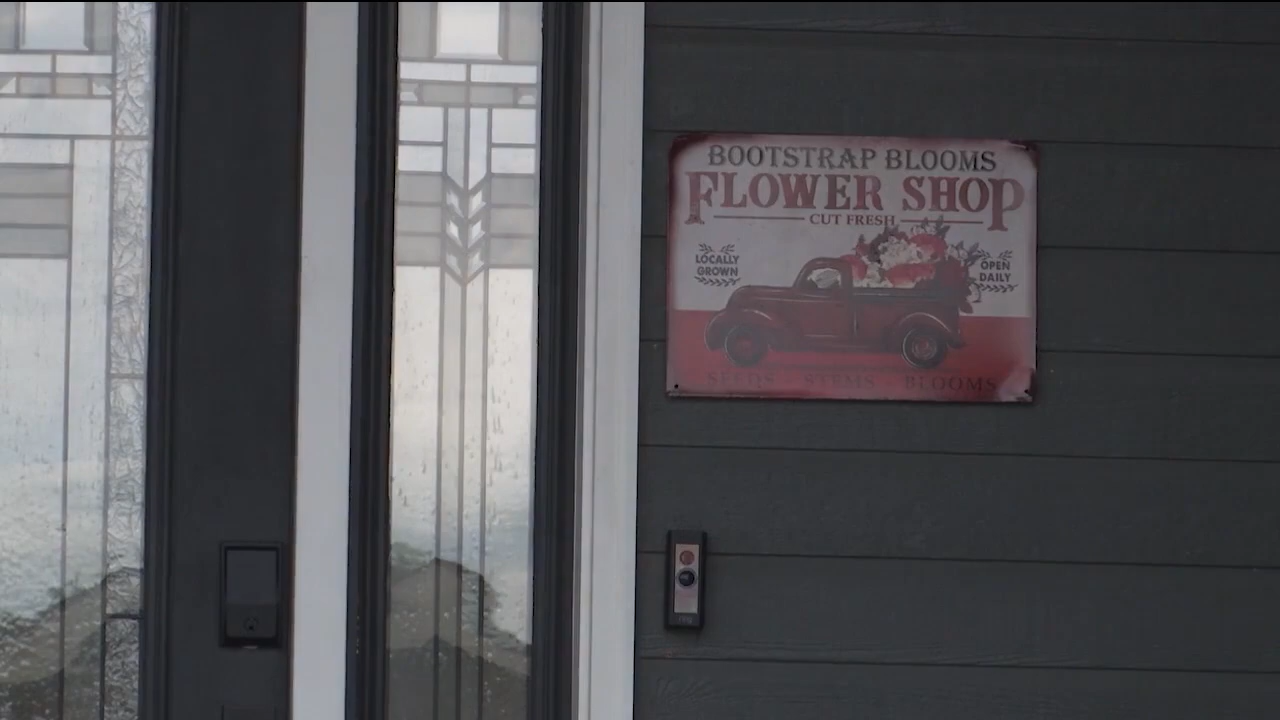 BOOTSTRAP BLOOMS
FLOWER SHOP
CUT FRESH
LOCALLY
GROWN
OPEN
DAILY
SEEDS · STEMS · BLOOMS